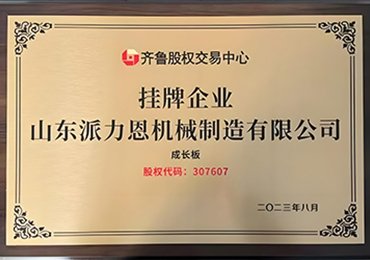 齐鲁股权交易中心
挂牌企业
山东派力恩机械制造有限公司
成长板
股权代码：307607
二〇二三年八月